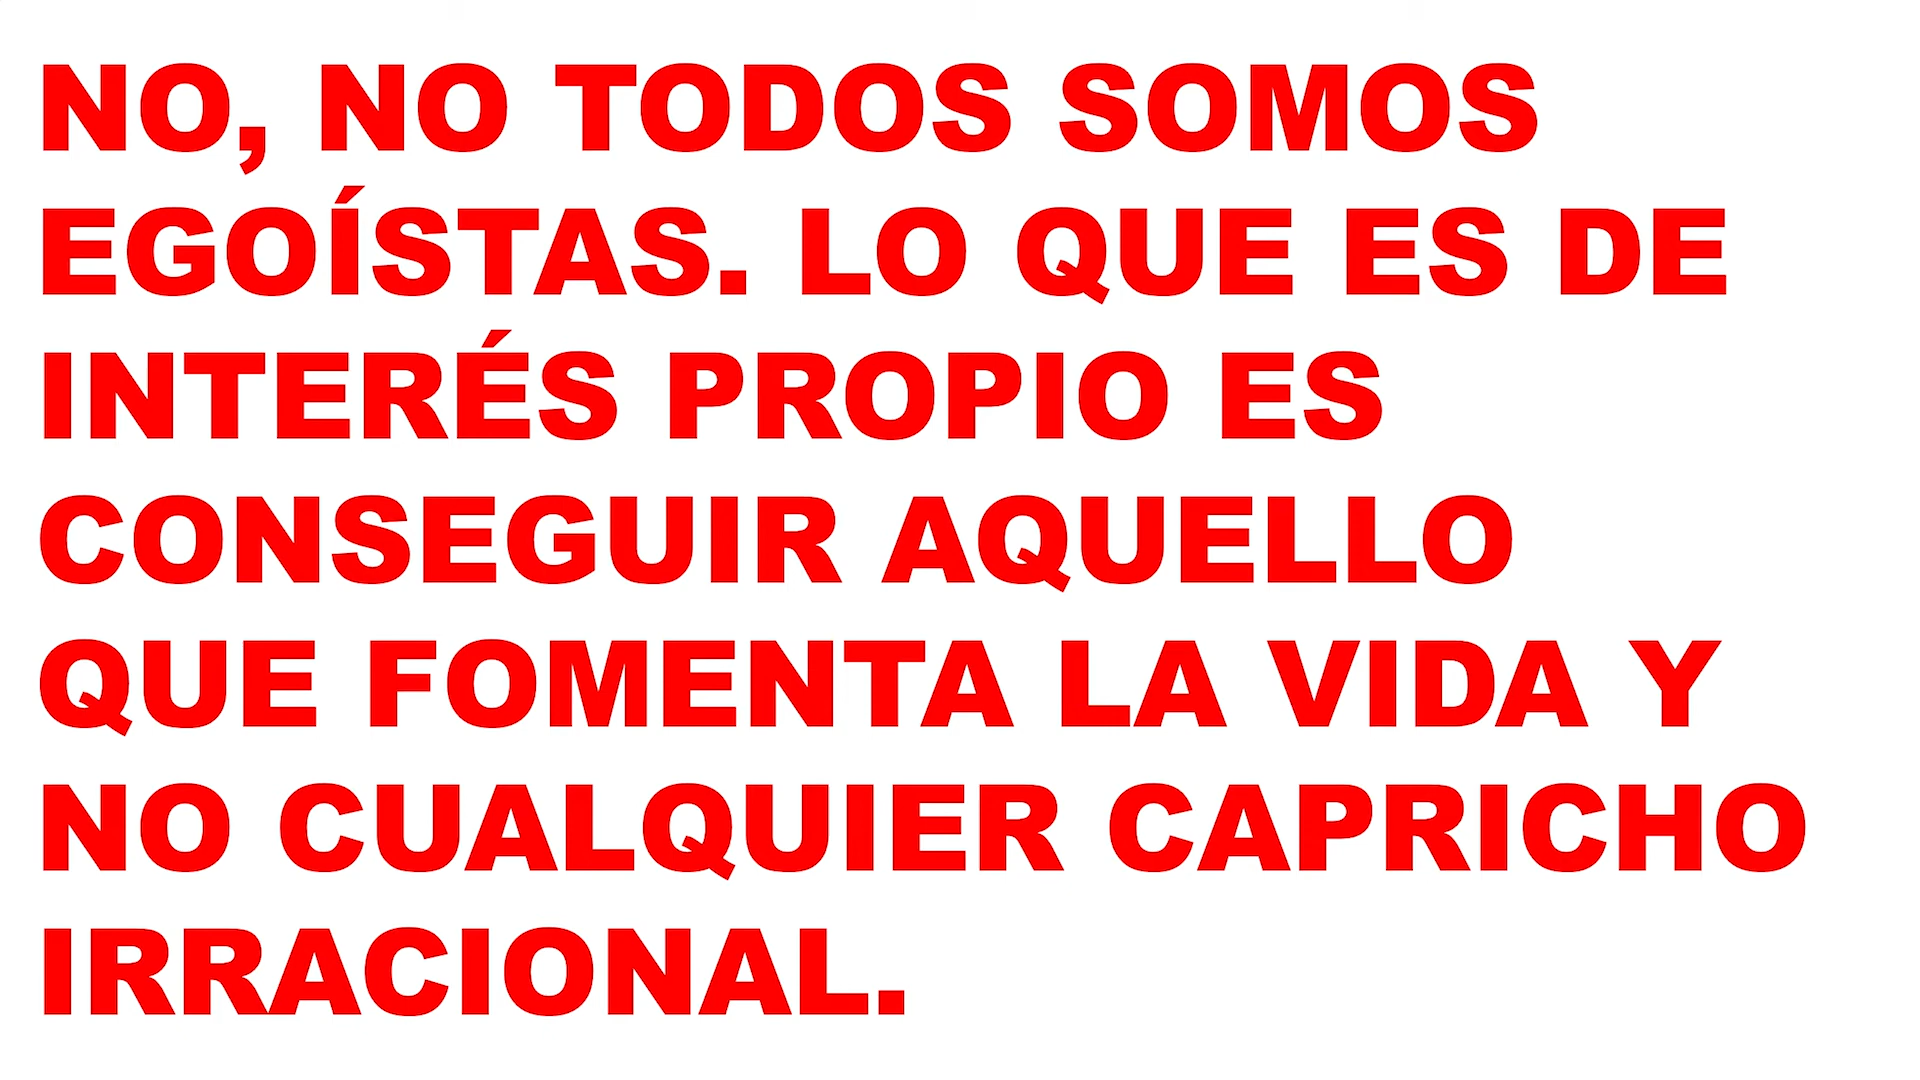 NO, NO TODOS SOMOS
EGOÍSTAS. LO QUE ES DE
INTERÉS PROPIO ES
CONSEGUIR AQUELLO
QUE FOMENTA LA VIDA Y
NO CUALQUIER CAPRICHO
IRRACIONAL.